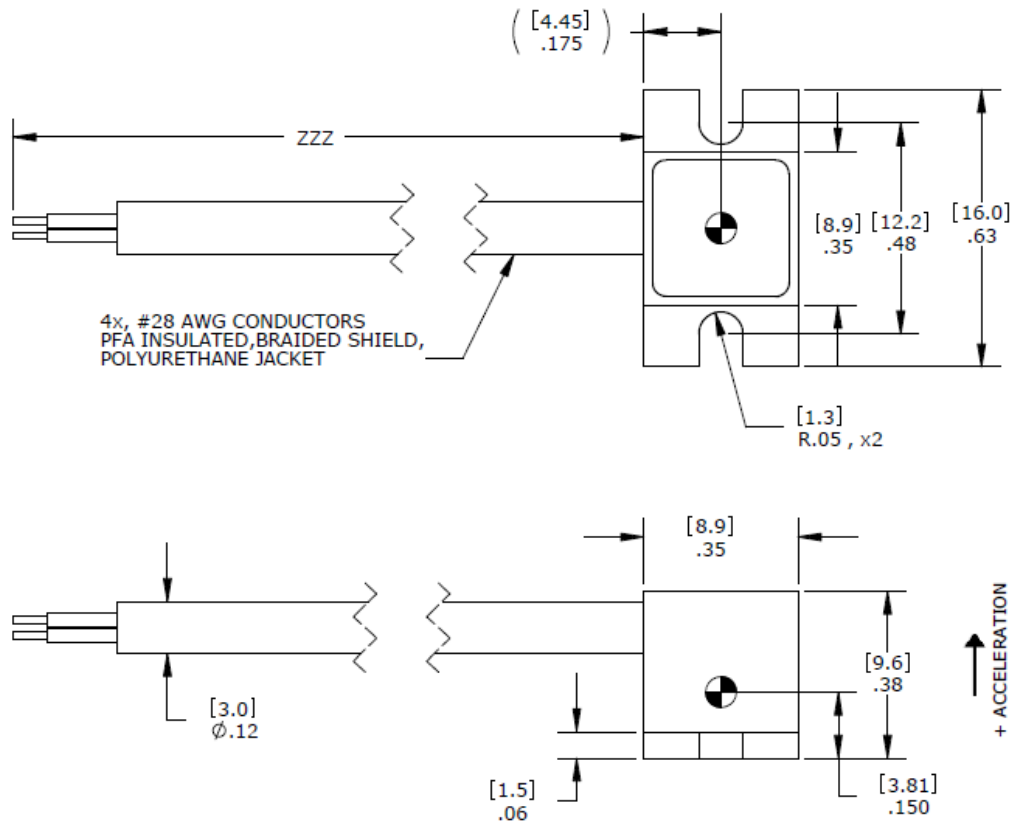 [4.45]
( .175 )
ZZZ
[8.9]
.35
[12.2]
.48
[16.0]
.63
4x, #28 AWG CONDUCTORS
PFA INSULATED,BRAIDED SHIELD,
POLYURETHANE JACKET
[1.3]
R.05 , x2
[8.9]
.35
[9.6]
.38
+ ACCELERATION
[3.0]
Ø.12
[1.5]
.06
[3.81]
.150